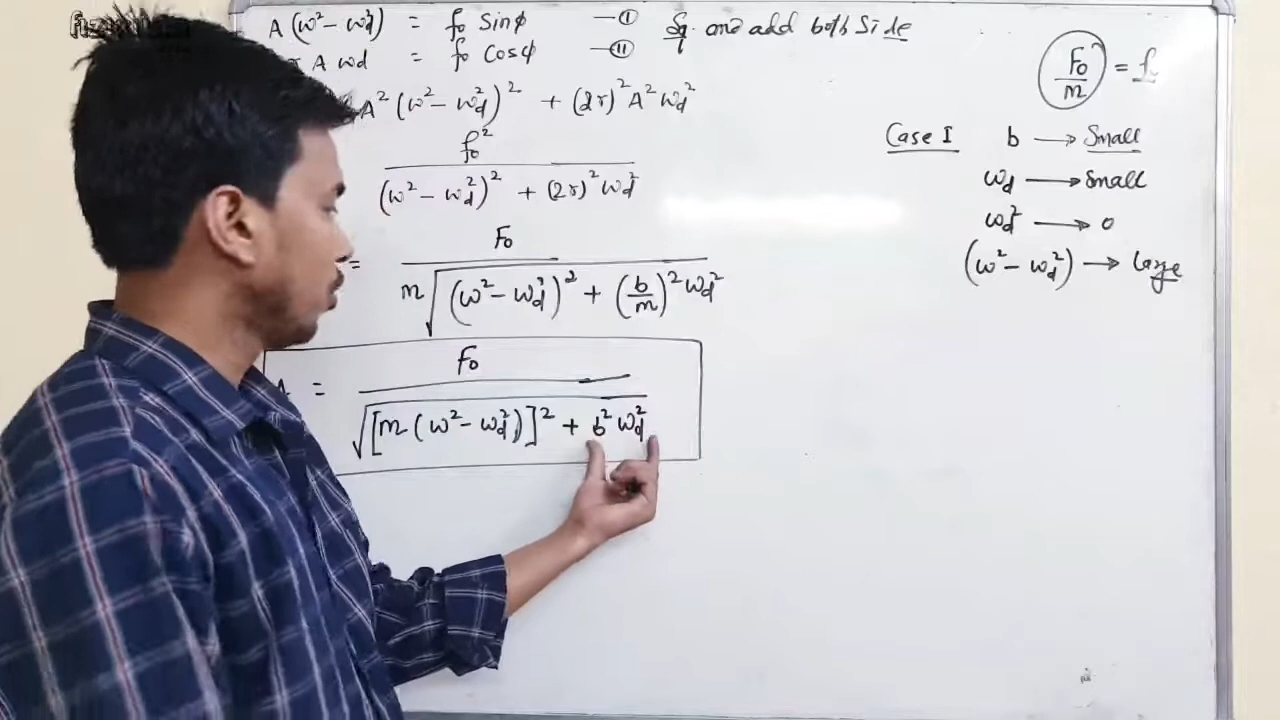 A (ω² – ωd²) = f₀ Sinϕ —Ⓘ Sq. and add both Side
A ωd = f₀ Cosϕ —Ⓘⓘ
A² (ω² – ωd²)² + (2r)² A² ωd²
f₀²
(ω² – ωd²)² + (2r)² ωd²
= F₀
m√((ω² – ωd²)² + (b/m)² ωd²)
A = F₀
√([m (ω² – ωd²)]² + b² ωd²)
F₀/m = f₀
Case I b → Small
ωd → Small
ωd² → 0
(ω² – ωd²) → large